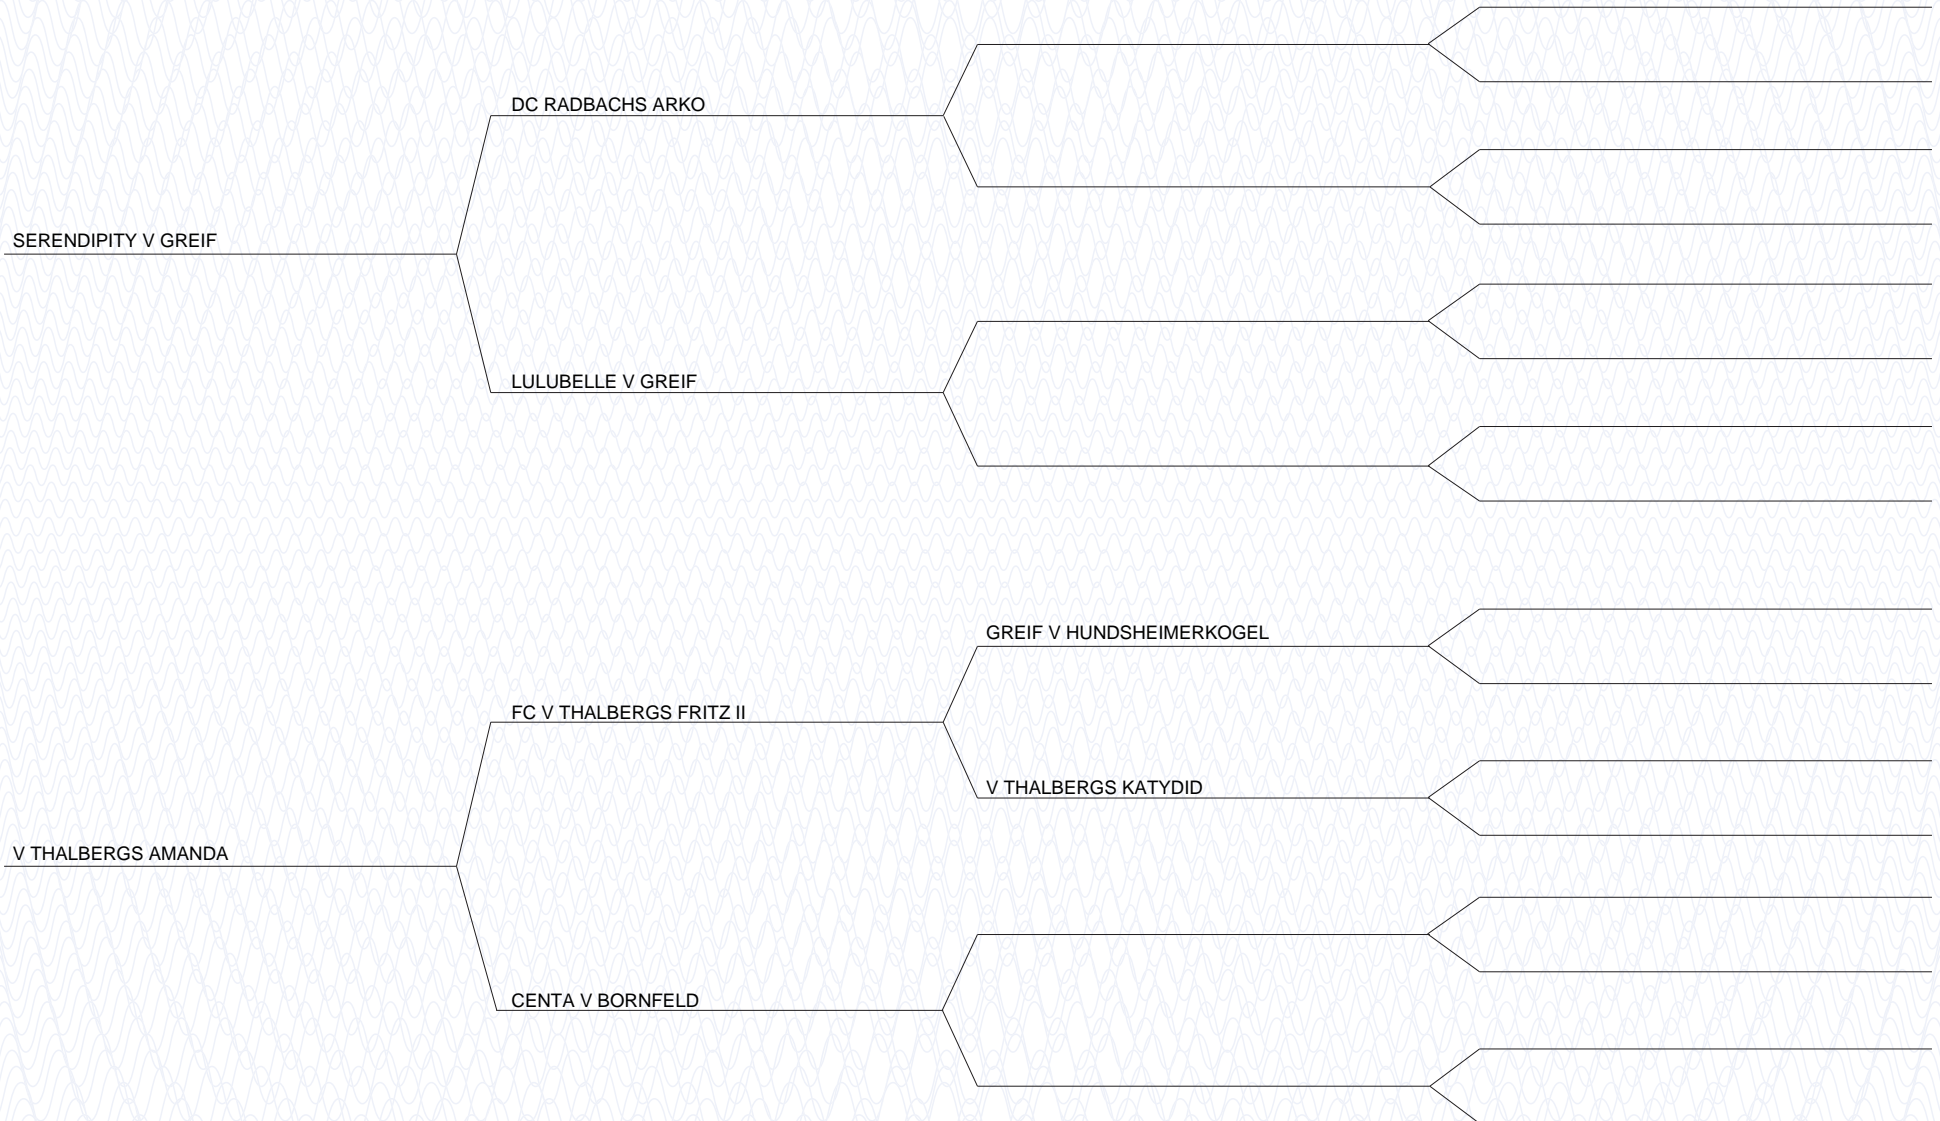 DC RADBACHS ARKO
SERENDIPITY V GREIF
LULUBELLE V GREIF
GREIF V HUNDSHEIMERKOGEL
FC V THALBERGS FRITZ II
V THALBERGS KATYDID
V THALBERGS AMANDA
CENTA V BORNFELD